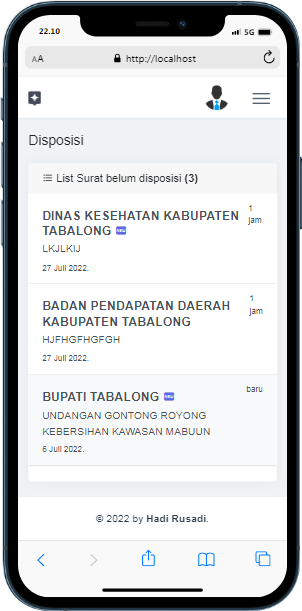 22.10
5G
AA
http://localhost
Disposisi
List Surat belum disposisi (3)
DINAS KESEHATAN KABUPATEN
1
jam
TABALONG
LKJLKIJ
27 Juli 2022.
BADAN PENDAPATAN DAERAH
1
jam
KABUPATEN TABALONG
HJFHGFHGFGH
27 Juli 2022.
BUPATI TABALONG
baru
UNDANGAN GONTONG ROYONG
KEBERSIHAN KAWASAN MABUUN
6 Juli 2022.
© 2022 by Hadi Rusadi.